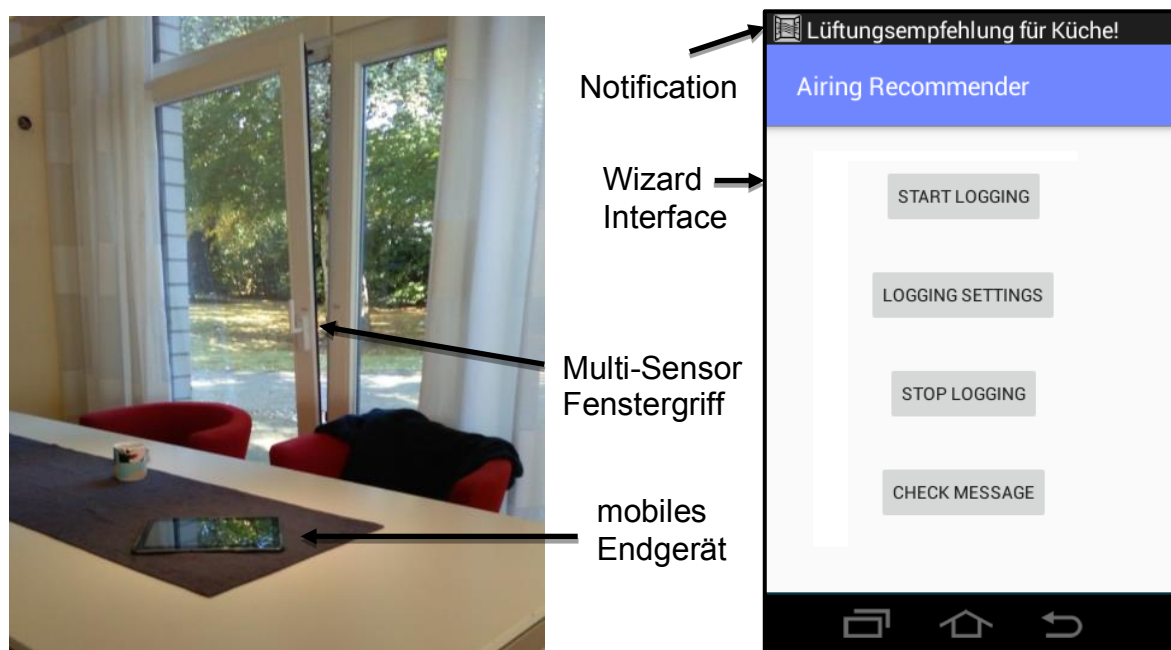 Notification
Wizard
Interface
Multi-Sensor
Fenstergriff
mobiles
Endgerät
Lüftungsempfehlung für Küche!
Airing Recommender
START LOGGING
LOGGING SETTINGS
STOP LOGGING
CHECK MESSAGE